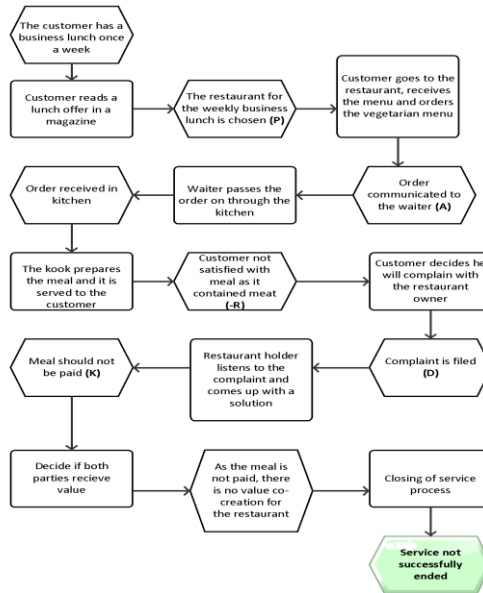 The customer has a
business lunch once
a week
Customer reads a
lunch offer in a
magazine
The restaurant for
the weekly business
lunch is chosen (P)
Customer goes to the
restaurant, receives
the menu and orders
the vegetarian menu
Order received in
kitchen
Waiter passes the
order on through the
kitchen
Order
communicated to
the waiter (A)
The kook prepares
the meal and it is
served to the
customer
Customer not
satisfied with
meal as it
contained meat
(-R)
Customer decides he
will complain with
the restaurant
owner
Meal should not
be paid (K)
Restaurant holder
listens to the
complaint and
comes up with a
solution
Complaint is filed
(D)
Decide if both
parties recieve
value
As the meal is
not paid, there
is no value co-
creation for
the restaurant
Closing of service
process
Service not
successfully
ended